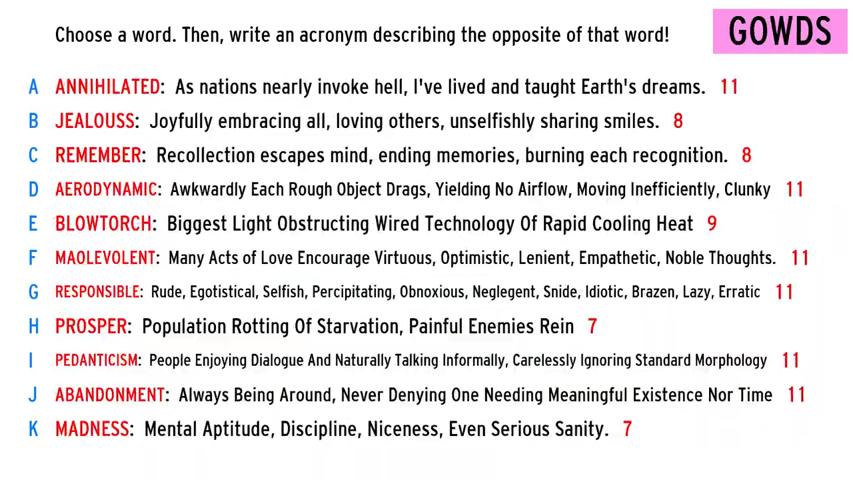 Choose a word. Then, write an acronym describing the opposite of that word! GOWDS
A ANNIHILATED: As nations nearly invoke hell, I've lived and taught Earth's dreams. 11
B JEALOUSS: Joyfully embracing all, loving others, unselfishly sharing smiles. 8
C REMEMBER: Recollection escapes mind, ending memories, burning each recognition. 8
D AERODYNAMIC: Awkwardly Each Rough Object Drags, Yielding No Airflow, Moving Inefficiently, Clunky 11
E BLOWTORCH: Biggest Light Obstructing Wired Technology Of Rapid Cooling Heat 9
F MAOLEVOLENT: Many Acts of Love Encourage Virtuous, Optimistic, Lenient, Empathetic, Noble Thoughts. 11
G RESPONSIBLE: Rude, Egotistical, Selfish, Percipitating, Obnoxious, Neglegent, Snide, Idiotic, Brazen, Lazy, Erratic 11
H PROSPER: Population Rotting Of Starvation, Painful Enemies Rein 7
I PEDANTICISM: People Enjoying Dialogue And Naturally Talking Informally, Carelessly Ignoring Standard Morphology 11
J ABANDONMENT: Always Being Around, Never Denying One Needing Meaningful Existence Nor Time 11
K MADNESS: Mental Aptitude, Discipline, Niceness, Even Serious Sanity. 7